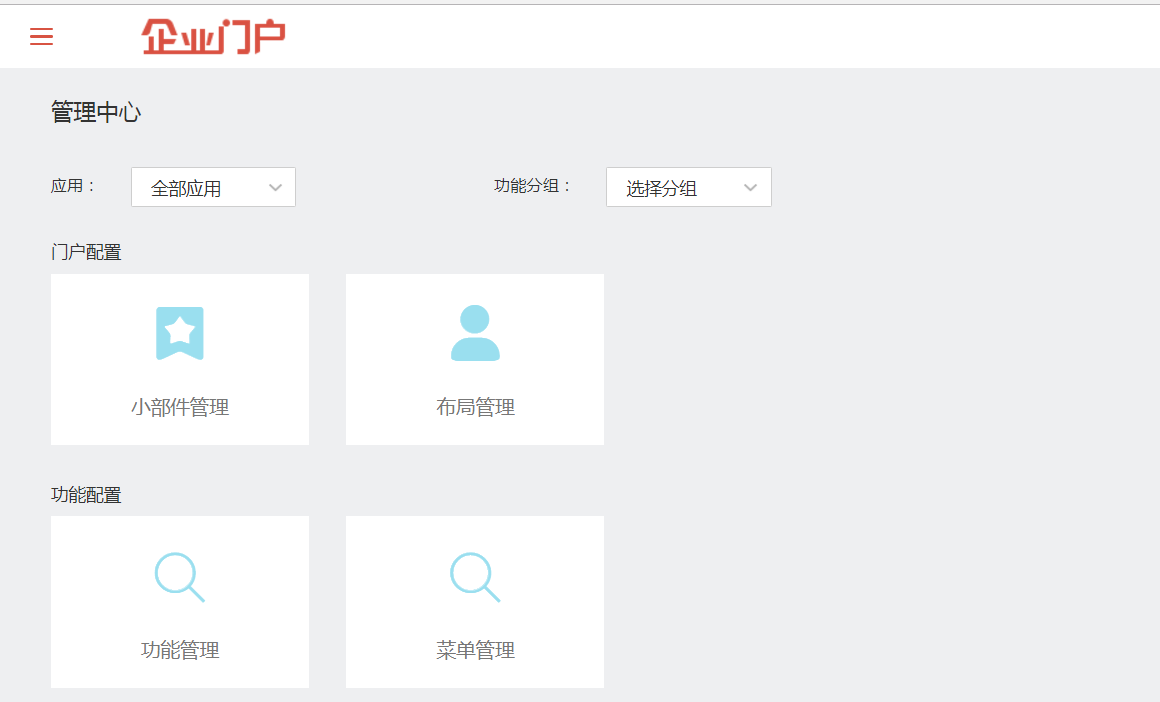 企业门户
管理中心
应用： 全部应用 功能分组： 选择分组
门户配置
小部件管理 布局管理
功能配置
功能管理 菜单管理